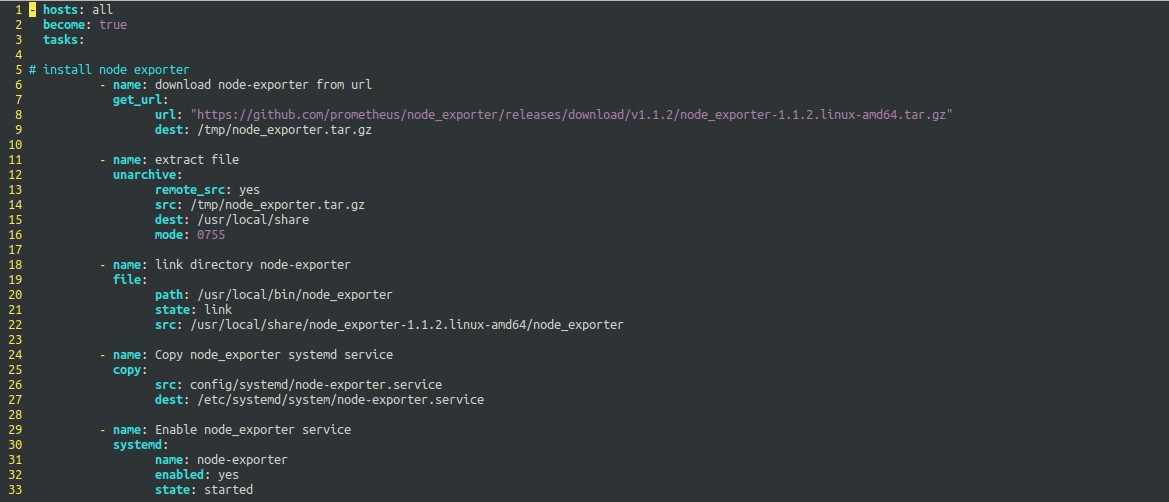 1 - hosts: all
2   become: true
3   tasks:
4
5 # install node exporter
6           - name: download node-exporter from url
7             get_url:
8                   url: "https://github.com/prometheus/node_exporter/releases/download/v1.1.2/node_exporter-1.1.2.linux-amd64.tar.gz"
9                   dest: /tmp/node_exporter.tar.gz
10
11           - name: extract file
12             unarchive:
13                   remote_src: yes
14                   src: /tmp/node_exporter.tar.gz
15                   dest: /usr/local/share
16                   mode: 0755
17
18           - name: link directory node-exporter
19             file:
20                   path: /usr/local/bin/node_exporter
21                   state: link
22                   src: /usr/local/share/node_exporter-1.1.2.linux-amd64/node_exporter
23
24           - name: Copy node_exporter systemd service
25             copy:
26                   src: config/systemd/node-exporter.service
27                   dest: /etc/systemd/system/node-exporter.service
28
29           - name: Enable node_exporter service
30             systemd:
31                   name: node-exporter
32                   enabled: yes
33                   state: started